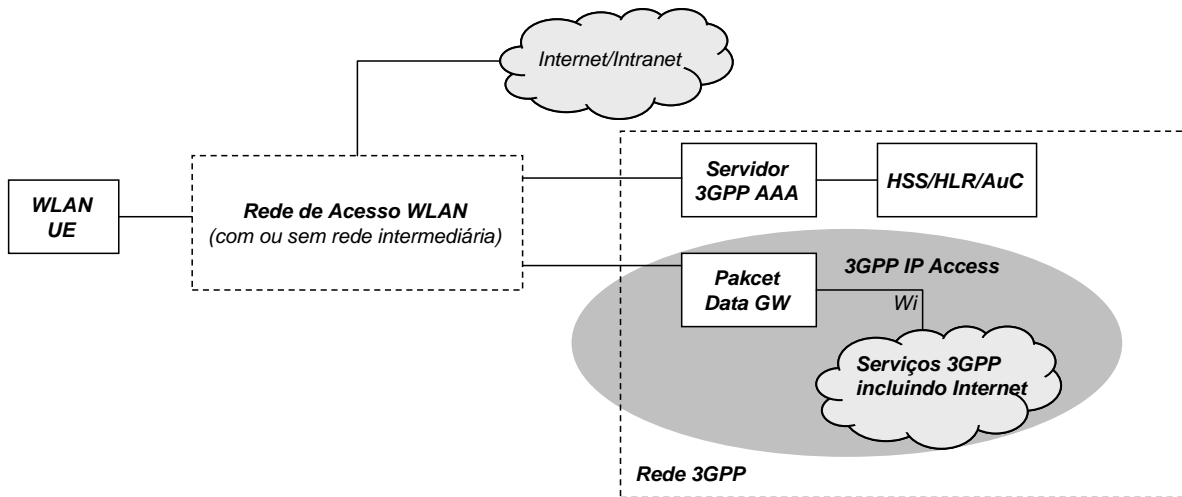 Internet/Intranet
Servidor
3GPP AAA
HSS/HLR/AuC
WLAN
UE
Rede de Acesso WLAN
(com ou sem rede intermediária)
3GPP IP Access
Pakcet
Data GW
Wi
Serviços 3GPP
incluindo Internet
Rede 3GPP